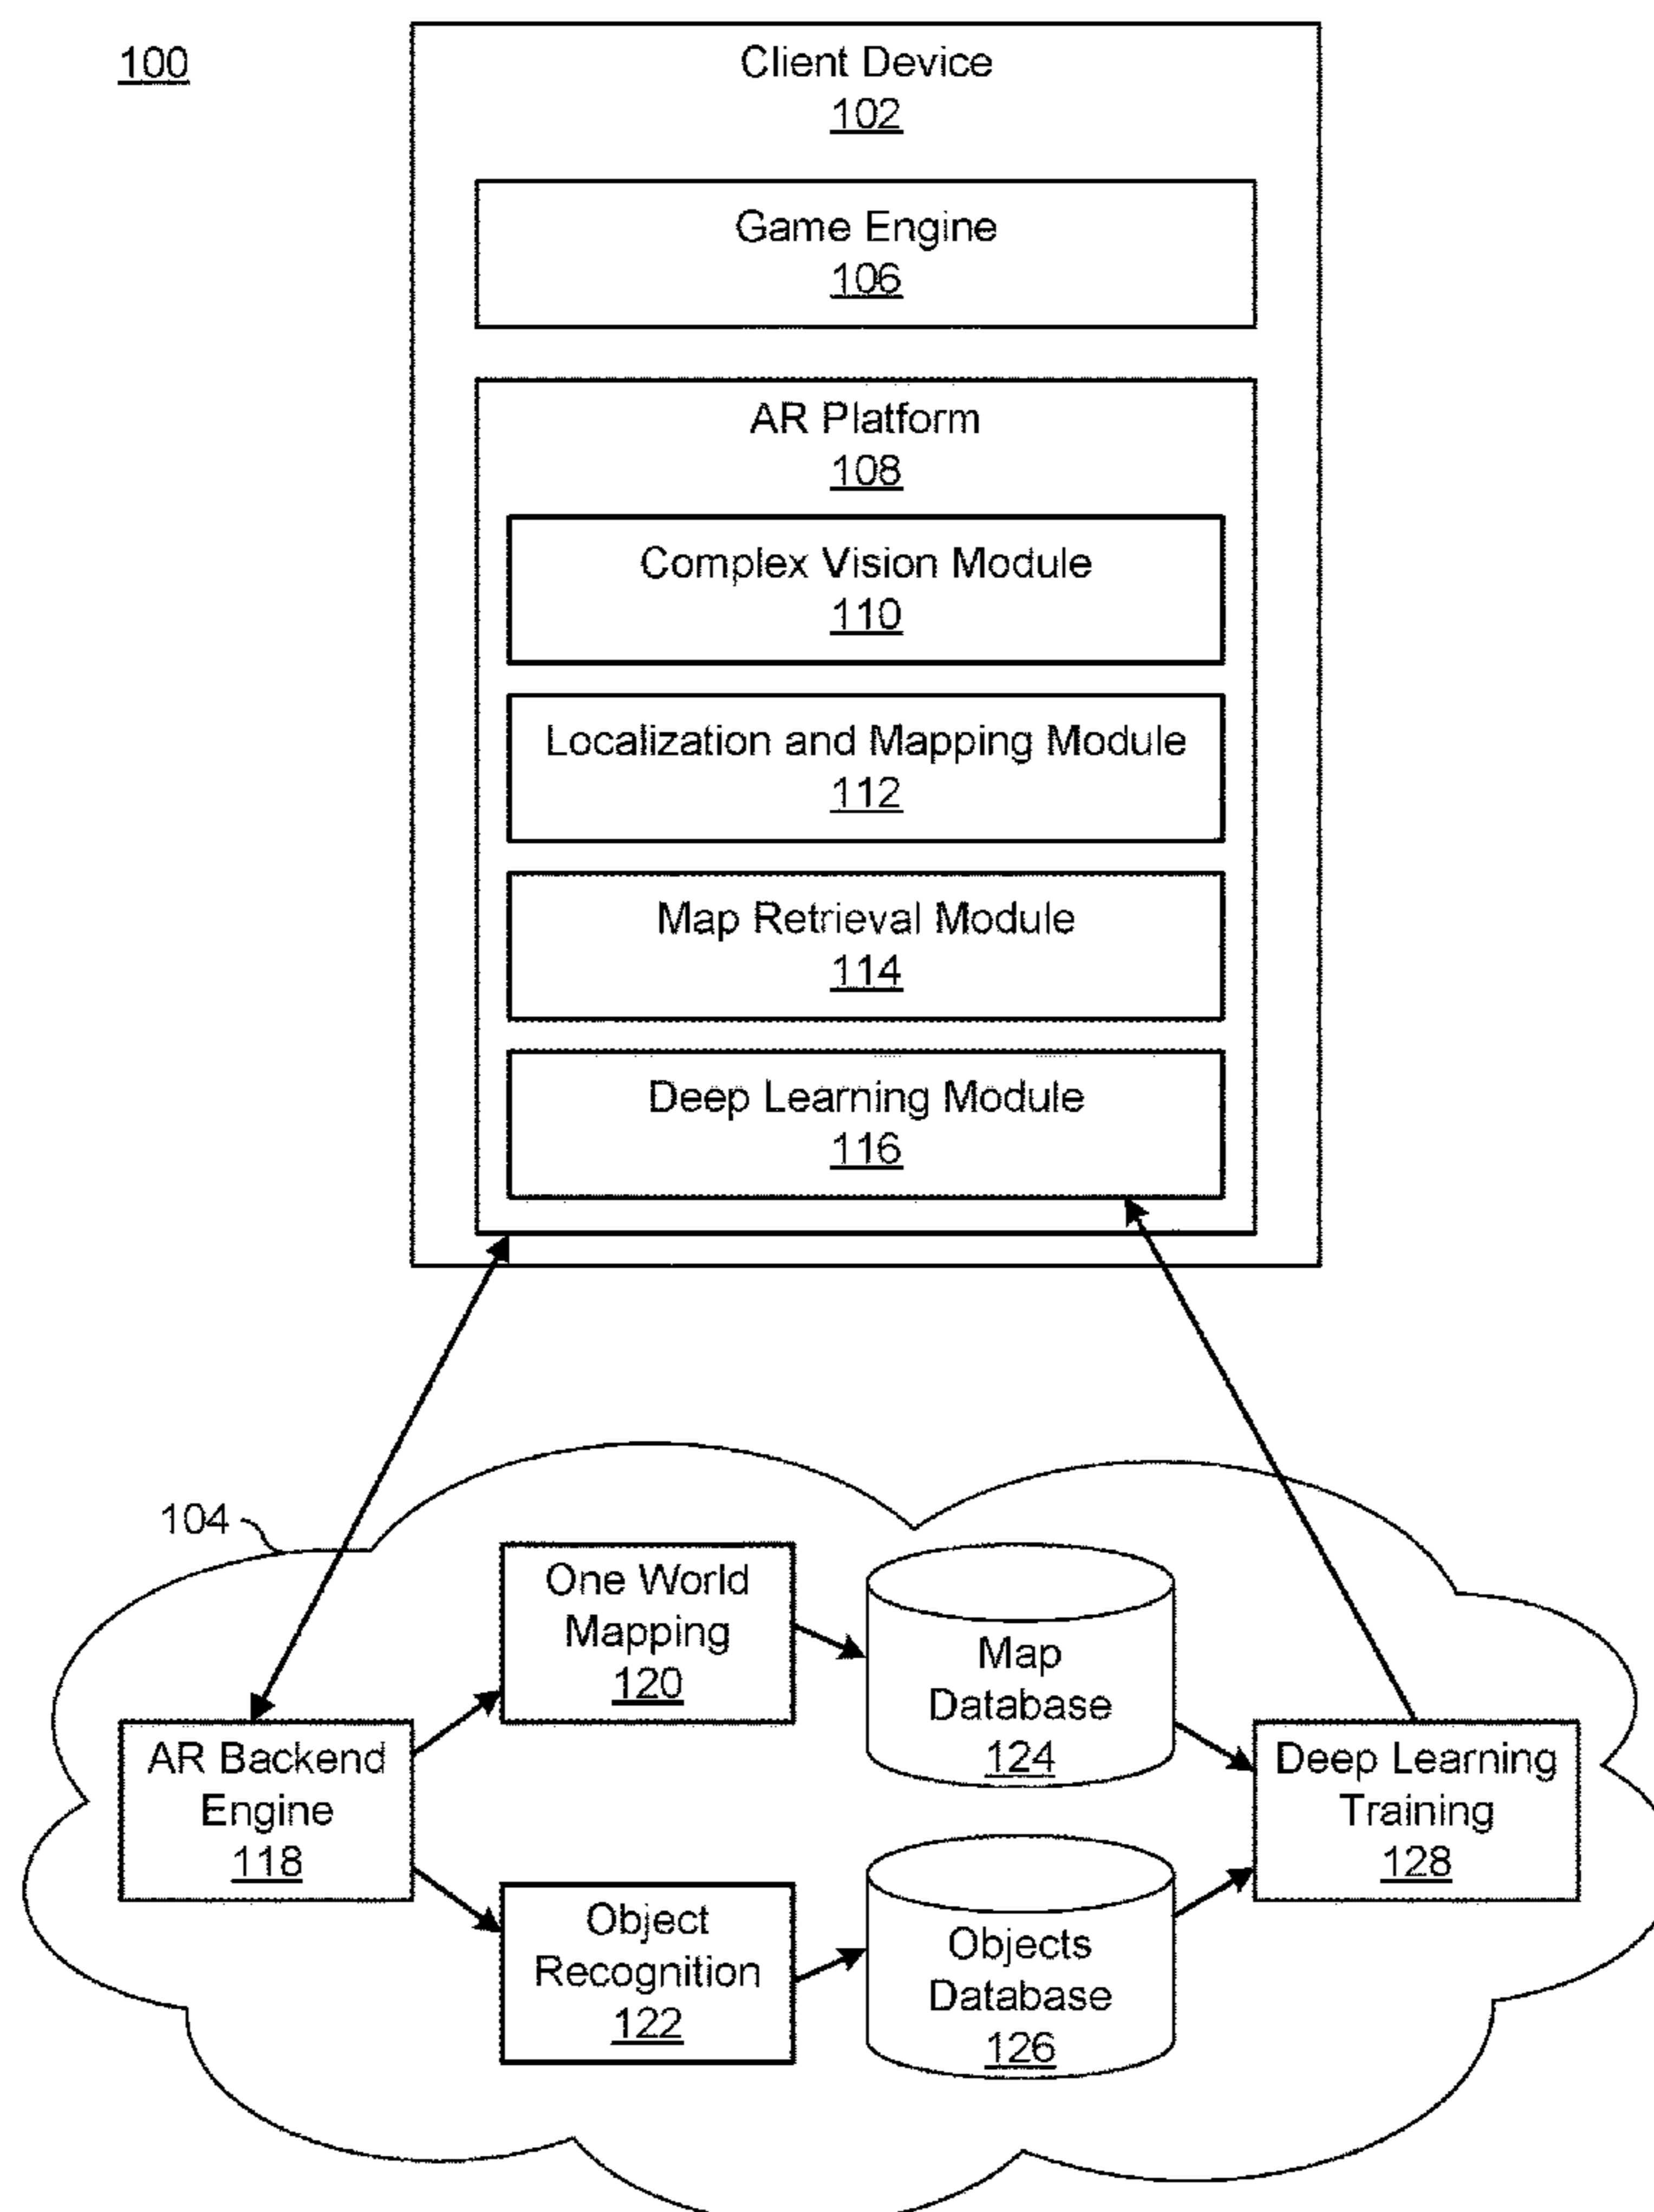 100
Client Device
102
Game Engine
106
AR Platform
108
Complex Vision Module
110
Localization and Mapping Module
112
Map Retrieval Module
114
Deep Learning Module
116
104
One World
Mapping
120
Map
Database
124
AR Backend
Engine
118
Deep Learning
Training
128
Object
Recognition
122
Objects
Database
126